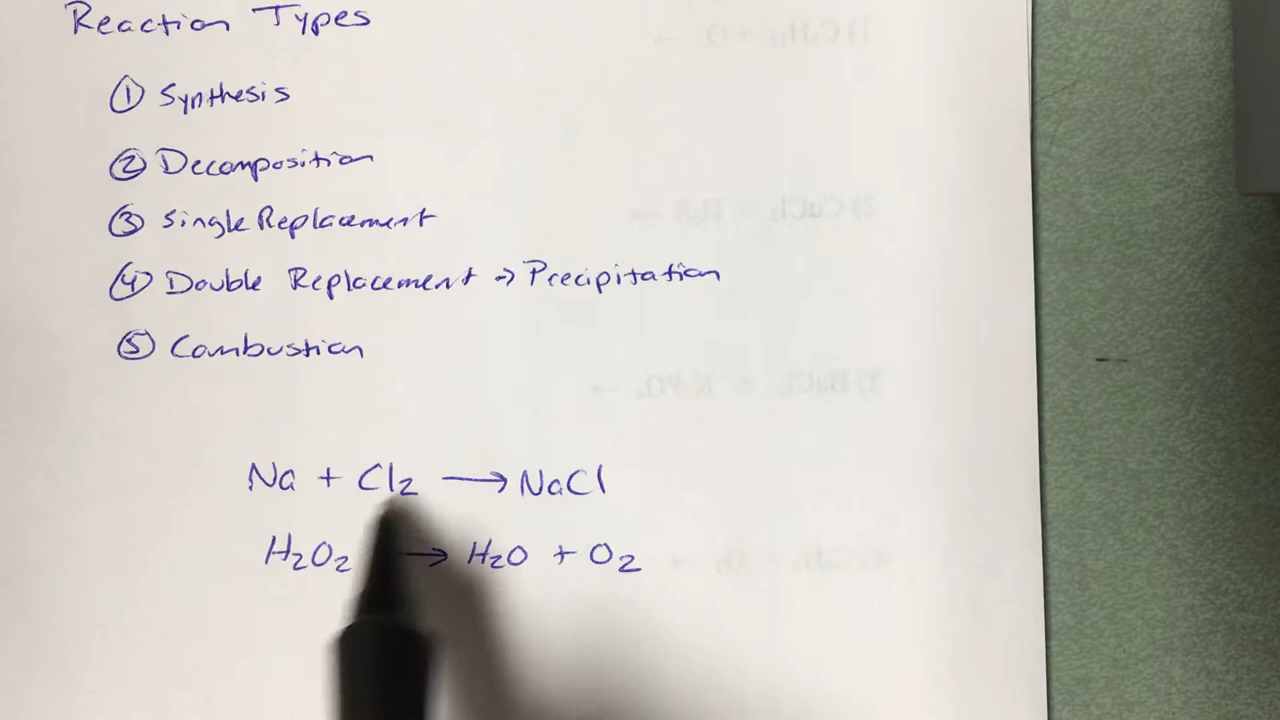 Reaction Types
① Synthesis
② Decomposition
③ Single Replacement
④ Double Replacement → Precipitation
⑤ Combustion
Na + Cl₂ → NaCl
H₂O₂ → H₂O + O₂